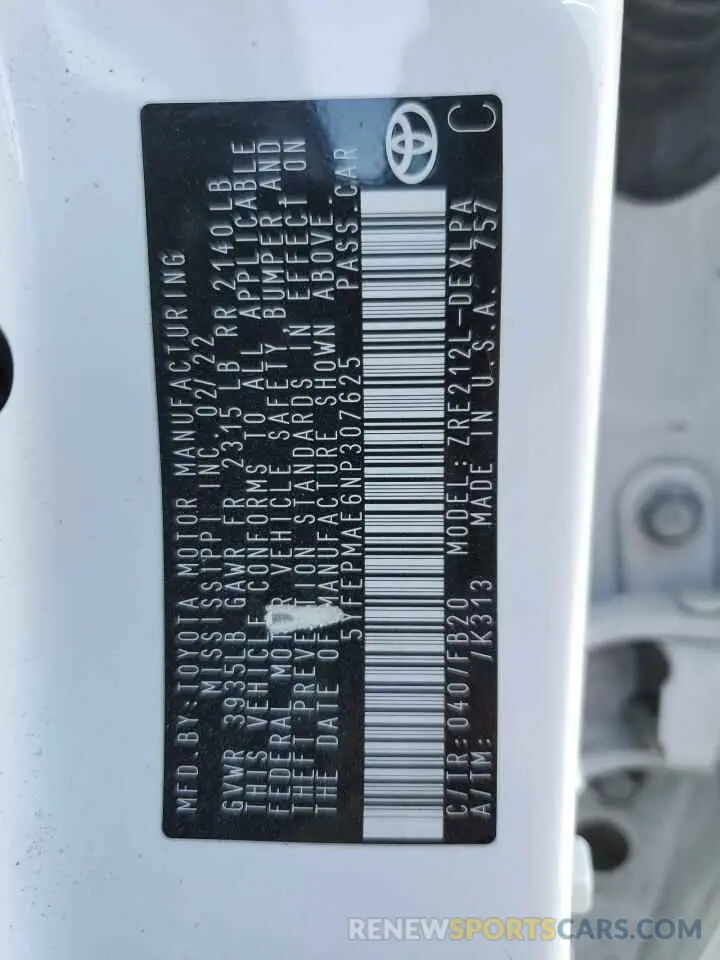 MFD. BY: TOYOTA MOTOR MANUFACTURING
MISSISSIPPI INC. 02/22
GVWR 3935LB GAWR FR 2315 LB RR 2140LB
THIS VEHICLE CONFORMS TO ALL APPLICABLE
FEDERAL MOTOR VEHICLE SAFETY, BUMPER AND
THEFT PREVENTION STANDARDS IN EFFECT ON
THE DATE OF MANUFACTURE SHOWN ABOVE.
5YFEPMAE6NP307625 PASS. CAR
C/TR: 040/FB20 MODEL: ZRE212L-DEXLPA
A/TM: /K313 MADE IN U.S.A. 757
C
RENEWSPORTSCARS.COM